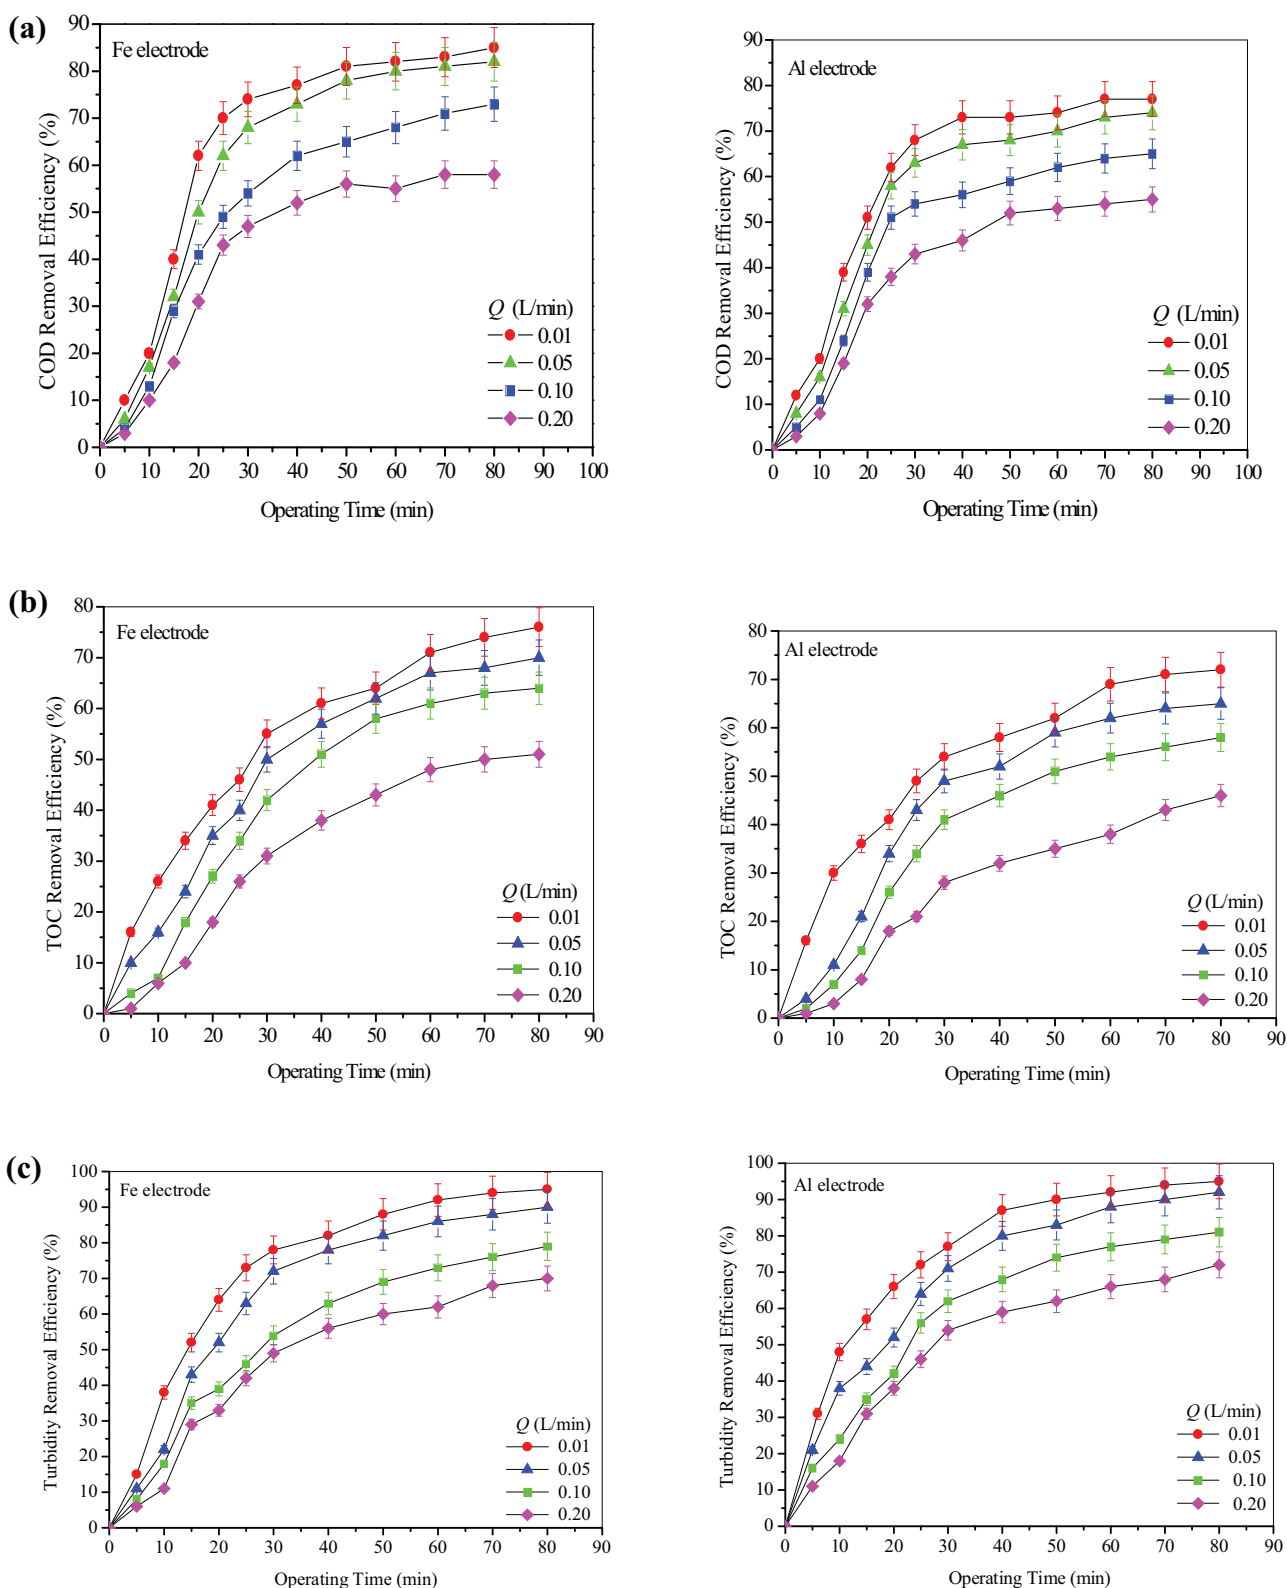 (a)
Fe electrode
COD Removal Efficiency (%)
90
80
70
60
50
40
30
20
10
0
Q (L/min)
0.01
0.05
0.10
0.20
0 10 20 30 40 50 60 70 80 90 100
Operating Time (min)
Al electrode
COD Removal Efficiency (%)
90
80
70
60
50
40
30
20
10
0
Q (L/min)
0.01
0.05
0.10
0.20
0 10 20 30 40 50 60 70 80 90 100
Operating Time (min)
(b)
Fe electrode
TOC Removal Efficiency (%)
80
70
60
50
40
30
20
10
0
Q (L/min)
0.01
0.05
0.10
0.20
0 10 20 30 40 50 60 70 80 90
Operating Time (min)
Al electrode
TOC Removal Efficiency (%)
80
70
60
50
40
30
20
10
0
Q (L/min)
0.01
0.05
0.10
0.20
0 10 20 30 40 50 60 70 80 90
Operating Time (min)
(c)
Fe electrode
Turbidity Removal Efficiency (%)
100
90
80
70
60
50
40
30
20
10
0
Q (L/min)
0.01
0.05
0.10
0.20
0 10 20 30 40 50 60 70 80 90
Operating Time (min)
Al electrode
Turbidity Removal Efficiency (%)
100
90
80
70
60
50
40
30
20
10
0
Q (L/min)
0.01
0.05
0.10
0.20
0 10 20 30 40 50 60 70 80 90
Operating Time (min)